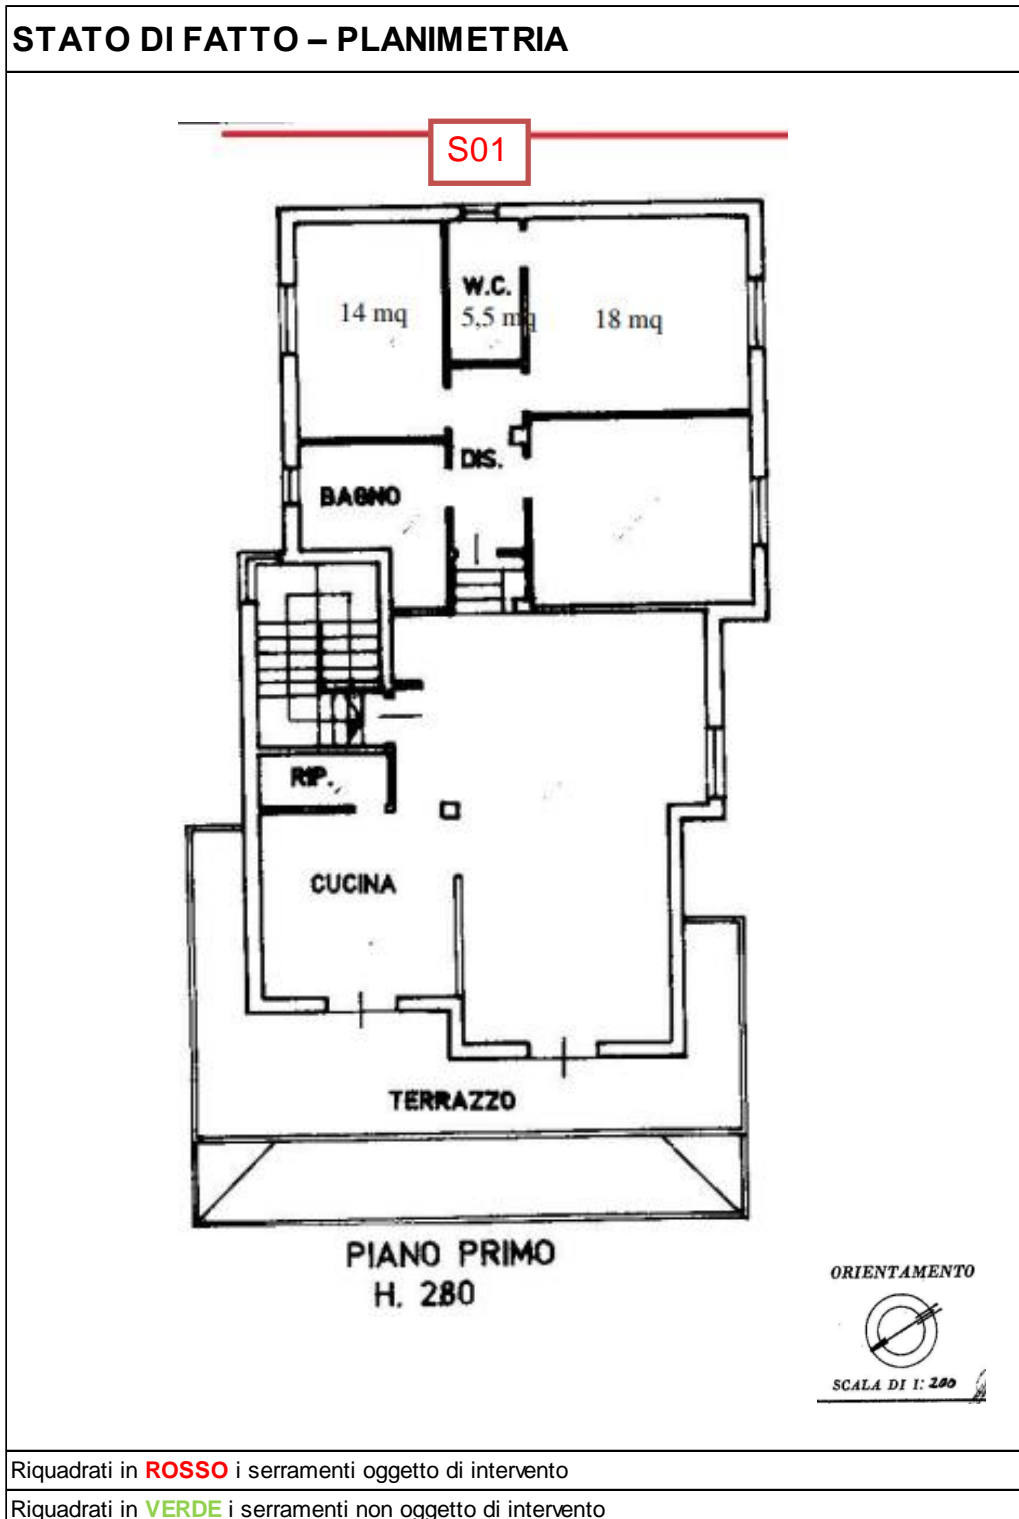 STATO DI FATTO – PLANIMETRIA
S01
W.C.
14 mq
5,5 mq
18 mq
DIS.
BAGNO
RIP.
CUCINA
TERRAZZO
PIANO PRIMO
H. 280
ORIENTAMENTO
SCALA DI 1: 200
Riquadrati in ROSSO i serramenti oggetto di intervento
Riquadrati in VERDE i serramenti non oggetto di intervento